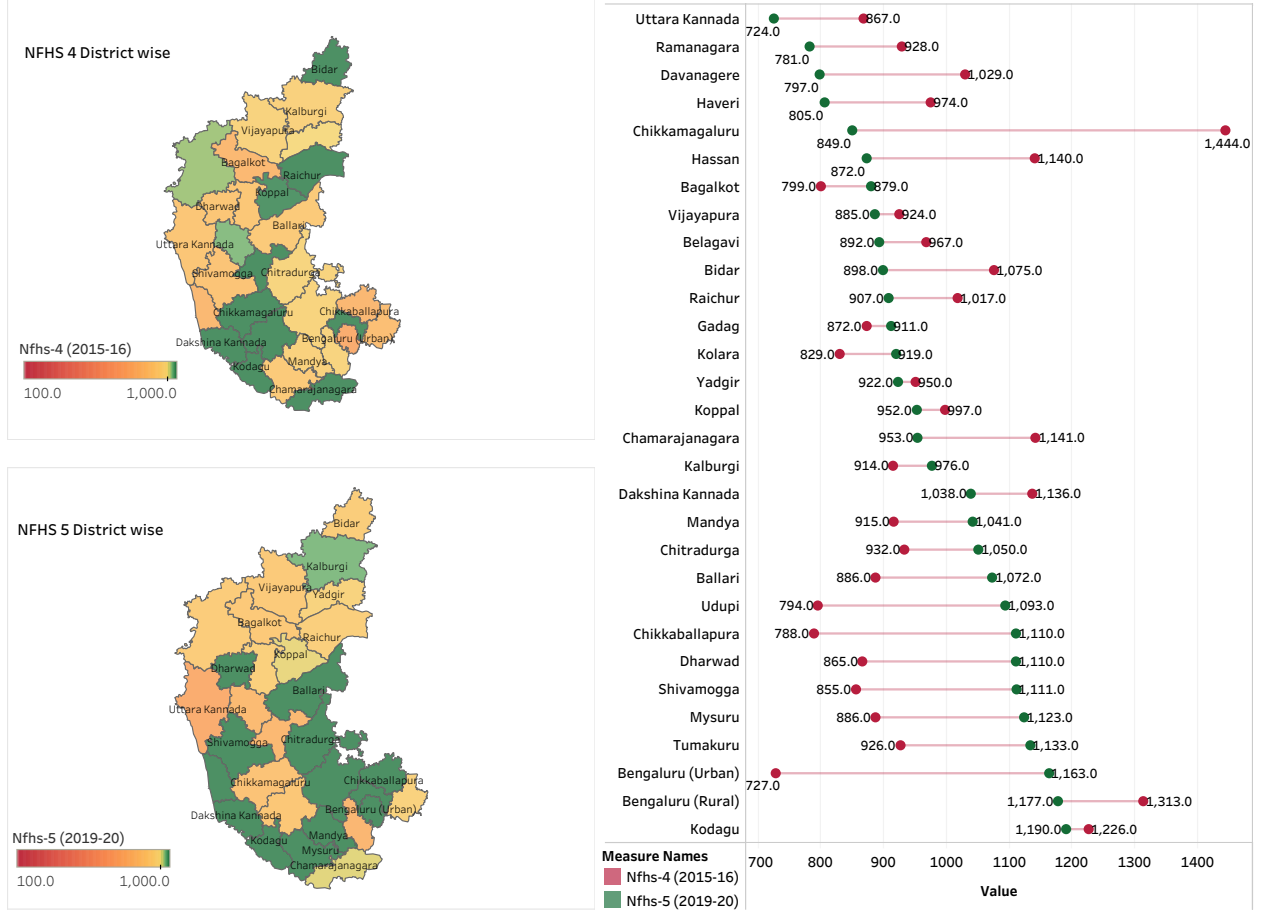 NFHS 4 District wise
Bidar
Kalburgi
Vijayapura
Bagalkot
Raichur
Koppal
Dharwad
Ballari
Uttara Kannada
Shivamogga
Chitradurga
Chikkamagaluru
Chikkaballapura
Dakshina Kannada
Bengaluru (Urban)
Kodagu
Mandya
Chamarajanagara
Nfhs-4 (2015-16)
100.0 1,000.0
NFHS 5 District wise
Bidar
Kalburgi
Vijayapura
Yadgir
Bagalkot
Raichur
Koppal
Dharwad
Ballari
Uttara Kannada
Shivamogga
Chitradurga
Chikkamagaluru
Chikkaballapura
Dakshina Kannada
Bengaluru (Urban)
Kodagu
Mandya
Mysuru
Chamarajanagara
Nfhs-5 (2019-20)
100.0 1,000.0
Uttara Kannada 724.0 867.0
Ramanagara 781.0 928.0
Davanagere 797.0 1,029.0
Haveri 805.0 974.0
Chikkamagaluru 849.0 1,444.0
Hassan 872.0 1,140.0
Bagalkot 799.0 879.0
Vijayapura 885.0 924.0
Belagavi 892.0 967.0
Bidar 898.0 1,075.0
Raichur 907.0 1,017.0
Gadag 872.0 911.0
Kolara 829.0 919.0
Yadgir 922.0 950.0
Koppal 952.0 997.0
Chamarajanagara 953.0 1,141.0
Kalburgi 914.0 976.0
Dakshina Kannada 1,038.0 1,136.0
Mandya 915.0 1,041.0
Chitradurga 932.0 1,050.0
Ballari 886.0 1,072.0
Udupi 794.0 1,093.0
Chikkaballapura 788.0 1,110.0
Dharwad 865.0 1,110.0
Shivamogga 855.0 1,111.0
Mysuru 886.0 1,123.0
Tumakuru 926.0 1,133.0
Bengaluru (Urban) 727.0 1,163.0
Bengaluru (Rural) 1,177.0 1,313.0
Kodagu 1,190.0 1,226.0
700 800 900 1000 1100 1200 1300 1400
Value
Measure Names
Nfhs-4 (2015-16)
Nfhs-5 (2019-20)